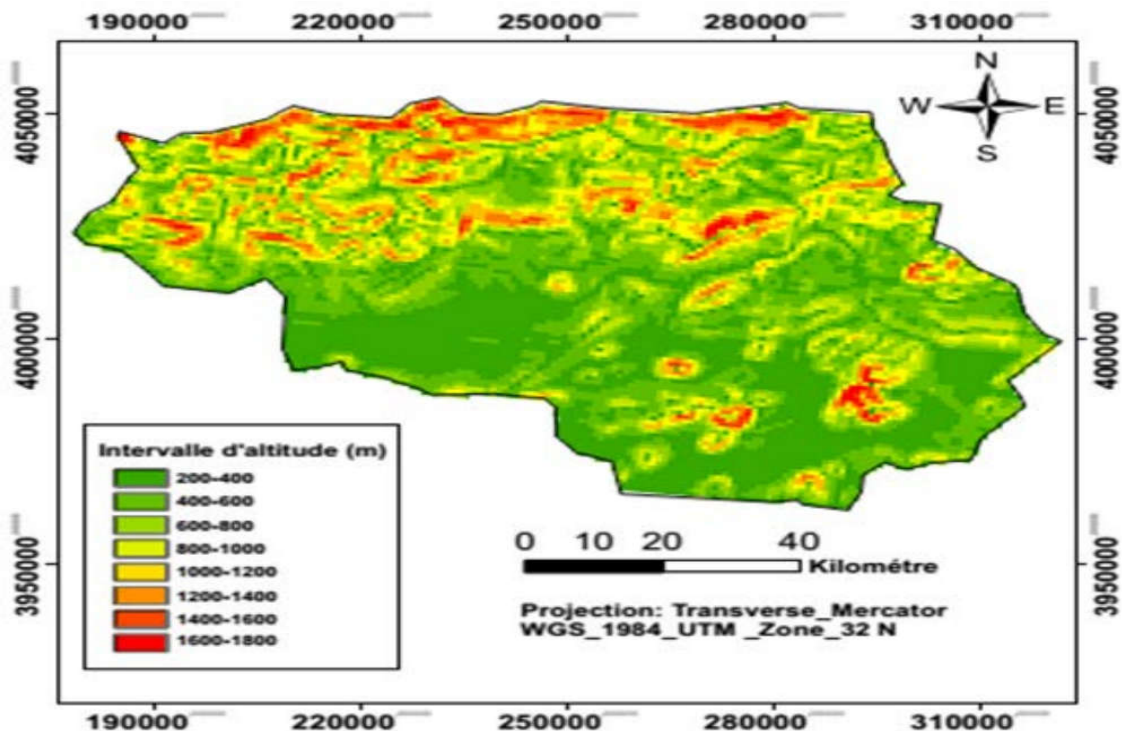 190000 220000 250000 280000 310000
N
W E
S
4050000 4050000
4000000 4000000
3950000 3950000
Intervalle d'altitude (m)
200-400
400-600
600-800
800-1000
1000-1200
1200-1400
1400-1600
1600-1800
0 10 20 40
Kilométre
Projection: Transverse_Mercator
WGS_1984_UTM _Zone_32 N
190000 220000 250000 280000 310000